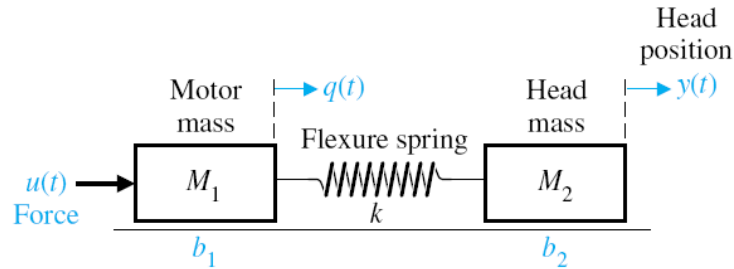 Head
position
y(t)
Motor
mass
q(t)
Head
mass
Flexure spring
u(t)
Force
M₁
k
M₂
b₁
b₂